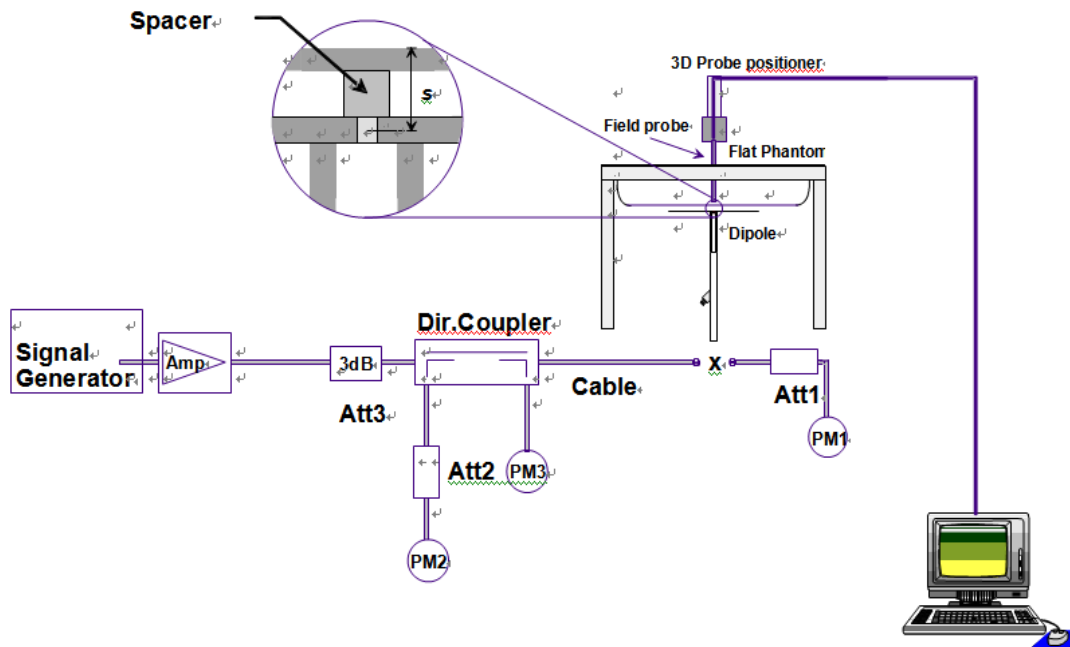 Spacer
s
3D Probe positioner
Field probe
Flat Phantom
Dipole
Signal
Generator
Amp
3dB
Att3
Dir.Coupler
Cable
x
Att1
PM1
Att2
PM3
PM2